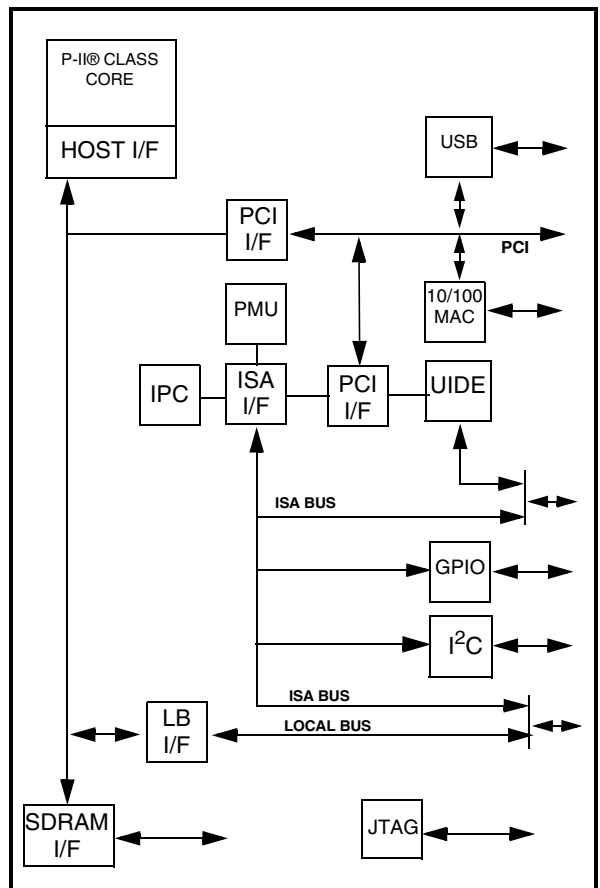 P-II® CLASS
CORE
HOST I/F
USB
PCI
I/F
PCI
10/100
MAC
PMU
IPC
ISA
I/F
PCI
I/F
UIDE
ISA BUS
GPIO
I²C
ISA BUS
LOCAL BUS
LB
I/F
SDRAM
I/F
JTAG